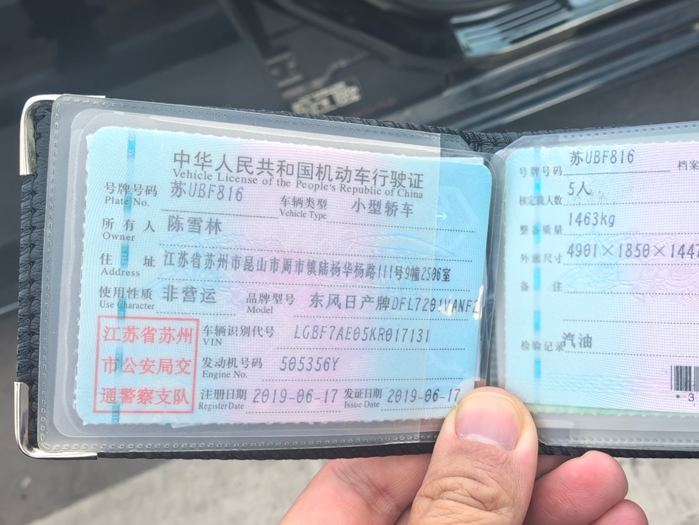 中华人民共和国机动车行驶证
Vehicle License of the People's Republic of China
号牌号码 苏UBF816 车辆类型 小型轿车
Plate No. Vehicle Type
所有人 陈雪林
Owner
住址 江苏省苏州市昆山市周市镇陆杨华杨路111号9幢2506室
Address
使用性质 非营运 品牌型号 东风日产牌DFL7201VANF2
Use Character Model
江苏省苏州
市公安局交
通警察支队
车辆识别代号 LGBF7AE05KR017131
VIN
发动机号码 505356Y
Engine No.
注册日期 2019-06-17 发证日期 2019-06-17
Register Date Issue Date
号牌号码 苏UBF816 档案
核定载人数 5人
整备质量 1463kg
外廓尺寸 4901×1850×1447
备注
检验记录 汽油